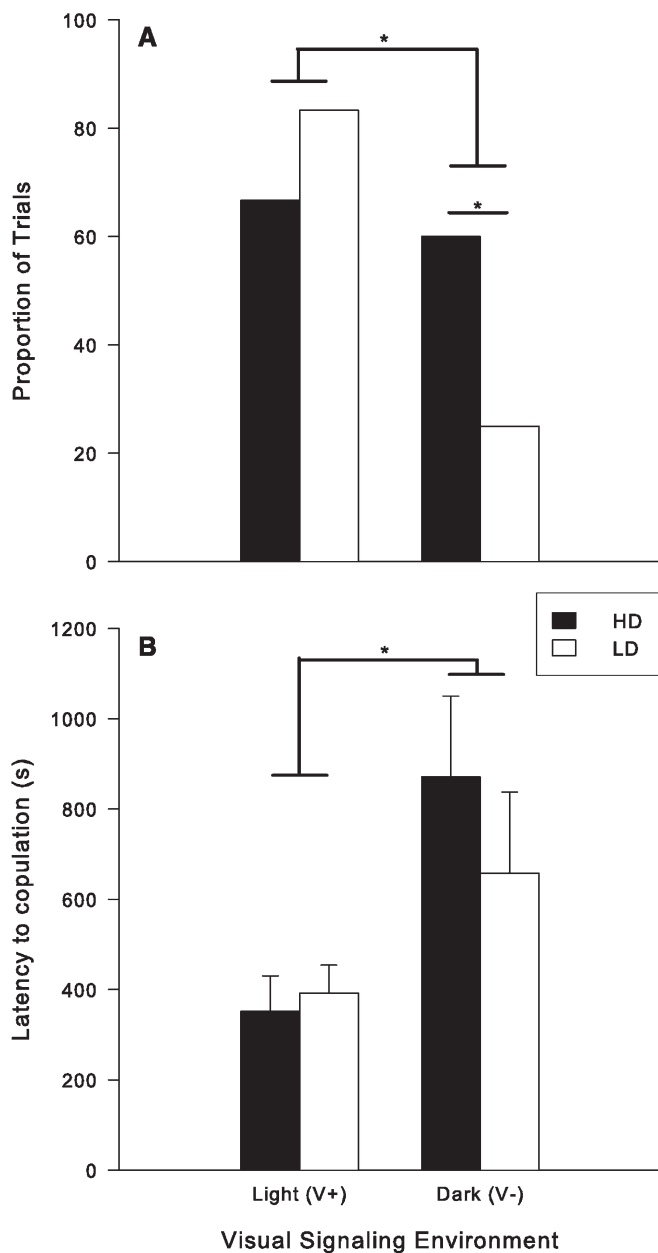 A
*
*
100
80
60
40
20
0
Proportion of Trials
HD
LD
B
*
1200
1000
800
600
400
200
0
Latency to copulation (s)
Light (V+) Dark (V-)
Visual Signaling Environment